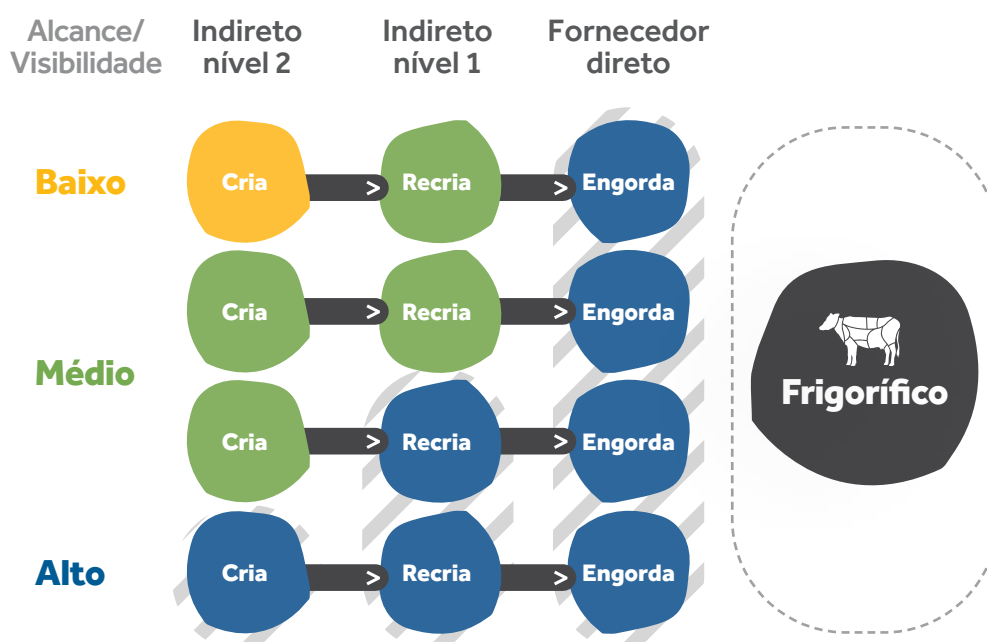 Alcance/
Visibilidade
Indireto
nível 2
Indireto
nível 1
Fornecedor
direto
Baixo
Cria
>
Recria
>
Engorda
Médio
Cria
>
Recria
>
Engorda
Cria
>
Recria
>
Engorda
Alto
Cria
>
Recria
>
Engorda
Frigorífico